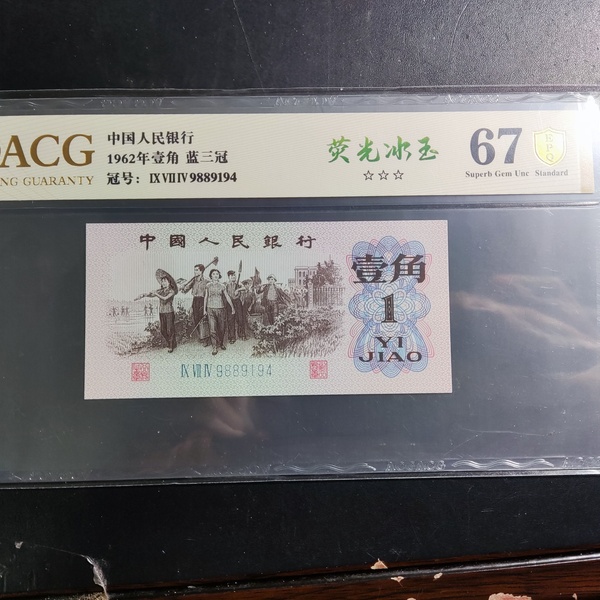 ACG
NG GUARANTY
中国人民银行
1962年壹角 蓝三冠
冠号: IX VII IV 9889194
荧光冰玉
☆☆☆
67
Superb Gem Unc Standard
EPQ
中國人民銀行
壹角
1
YI
JIAO
IX VII IV 9889194